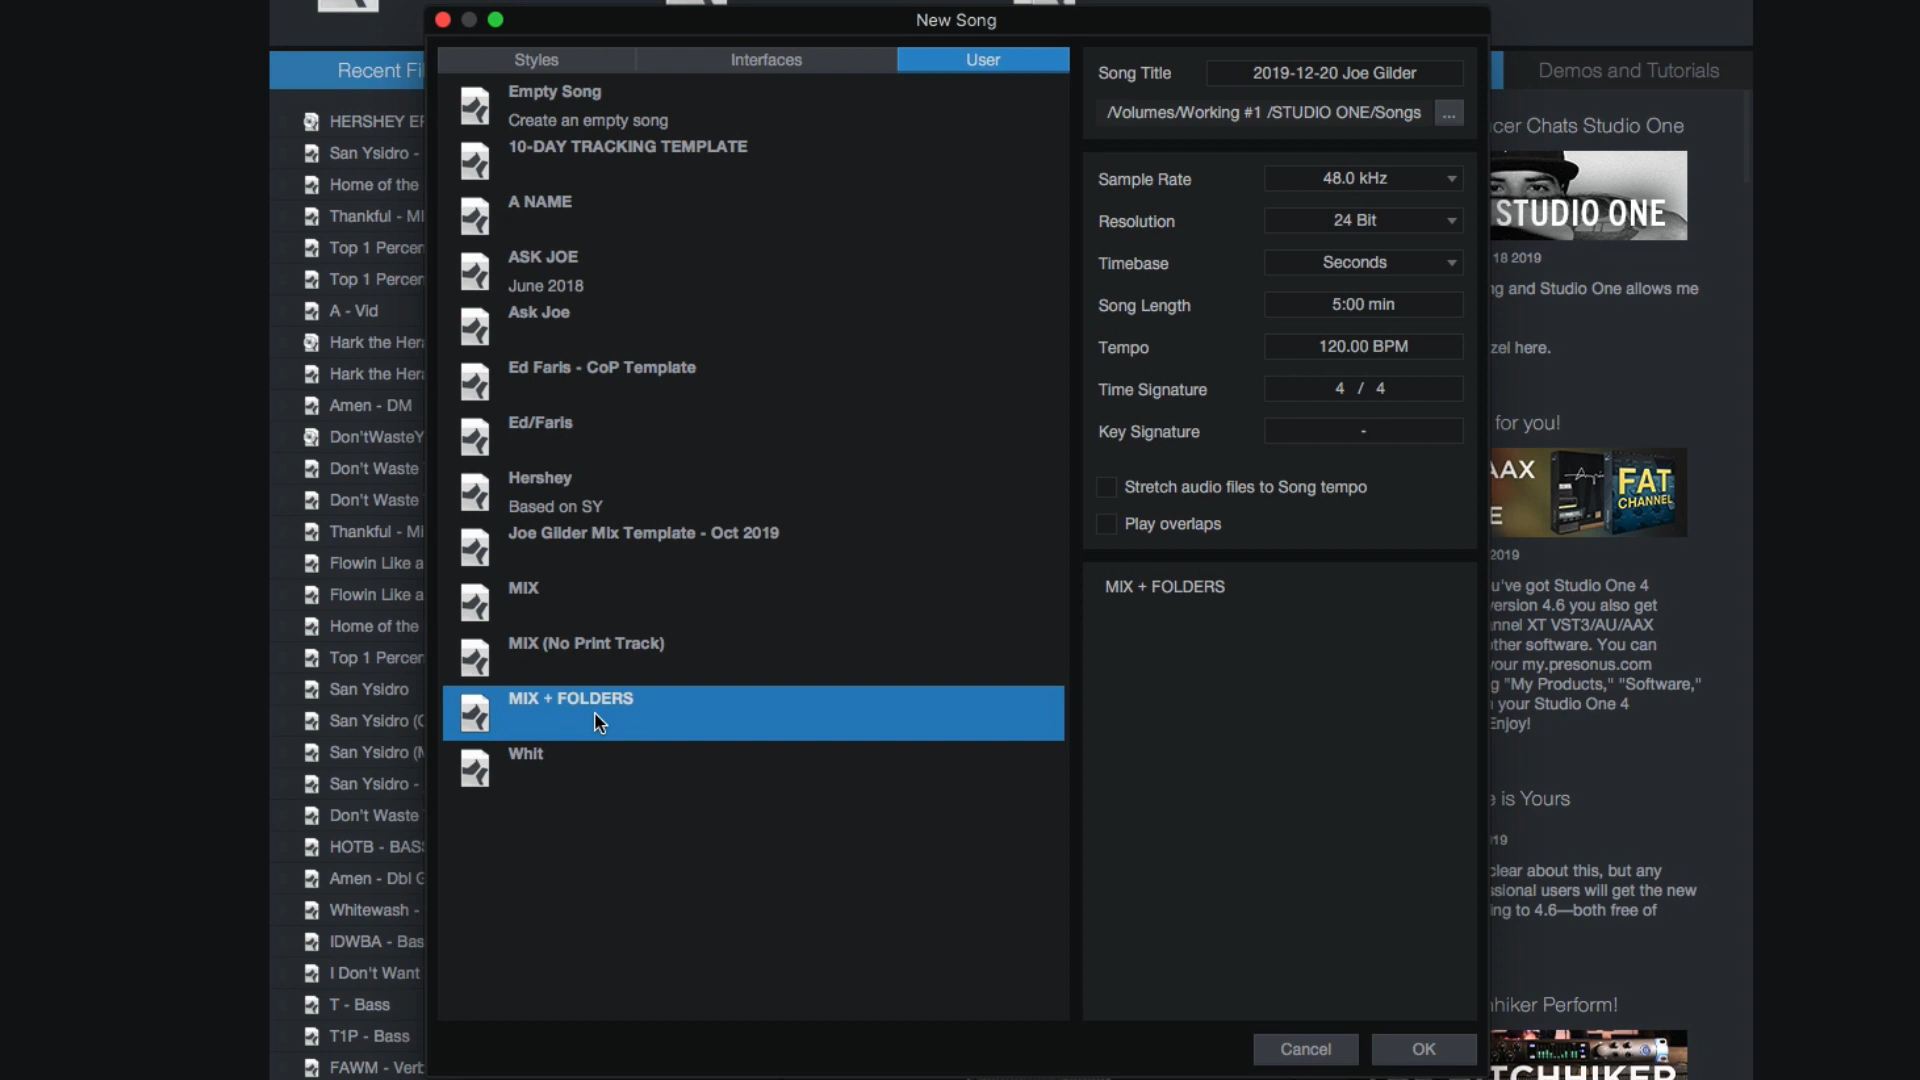 New Song
Styles
Interfaces
User
Empty Song
Create an empty song
10-DAY TRACKING TEMPLATE
A NAME
ASK JOE
June 2018
Ask Joe
Ed Faris - CoP Template
Ed/Faris
Hershey
Based on SY
Joe Gilder Mix Template - Oct 2019
MIX
MIX (No Print Track)
MIX + FOLDERS
Whit
Song Title
2019-12-20 Joe Gilder
/Volumes/Working #1 /STUDIO ONE/Songs
...
Sample Rate
48.0 kHz
Resolution
24 Bit
Timebase
Seconds
Song Length
5:00 min
Tempo
120.00 BPM
Time Signature
4 / 4
Key Signature
-
Stretch audio files to Song tempo
Play overlaps
MIX + FOLDERS
Cancel
OK
Recent Fi
HERSHEY
San Ysidro -
Home of the
Thankful - MI
Top 1 Percen
Top 1 Percen
A - Vid
Hark the Her
Hark the Her
Amen - DM
Don'tWasteY
Don't Waste
Don't Waste
Thankful - Mi
Flowin Like a
Flowin Like a
Home of the
Top 1 Percen
San Ysidro
San Ysidro (
San Ysidro (
San Ysidro -
Don't Waste
HOTB - BAS
Amen - Dbl
Whitewash -
IDWBA - Bas
I Don't Want
T - Bass
T1P - Bass
FAWM - Vert
Demos and Tutorials
cer Chats Studio One
STUDIO ONE
18 2019
ng and Studio One allows me
zel here.
for you!
AAX
FAT
CHANNEL
2019
u've got Studio One 4
version 4.6 you also get
nnel XT VST3/AU/AAX
other software. You can
your my.presonus.com
g "My Products," "Software,"
your Studio One 4
Enjoy!
e is Yours
19
clear about this, but any
ssional users will get the new
ing to 4.6—both free of
hhiker Perform!
TCHHIKER